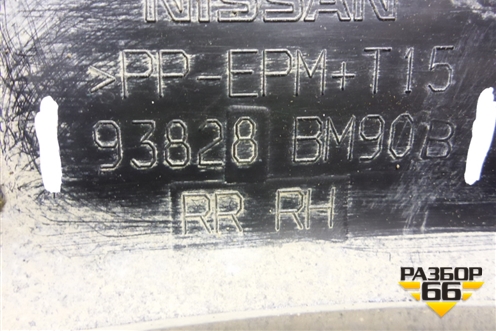 NISSAN
>PP-EPM+T15
93828 BM90B
RR RH
РАЗБОР
66